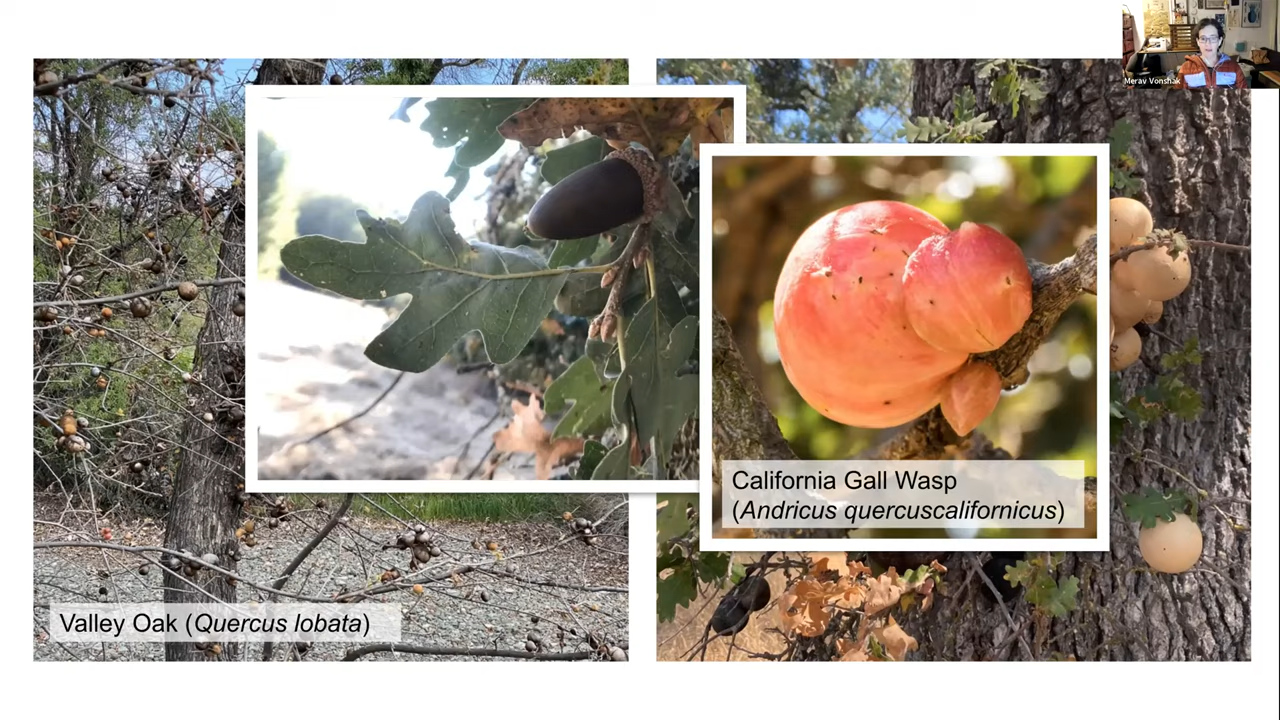 Merav Vonshak
California Gall Wasp
(Andricus quercuscalifornicus)
Valley Oak (Quercus lobata)